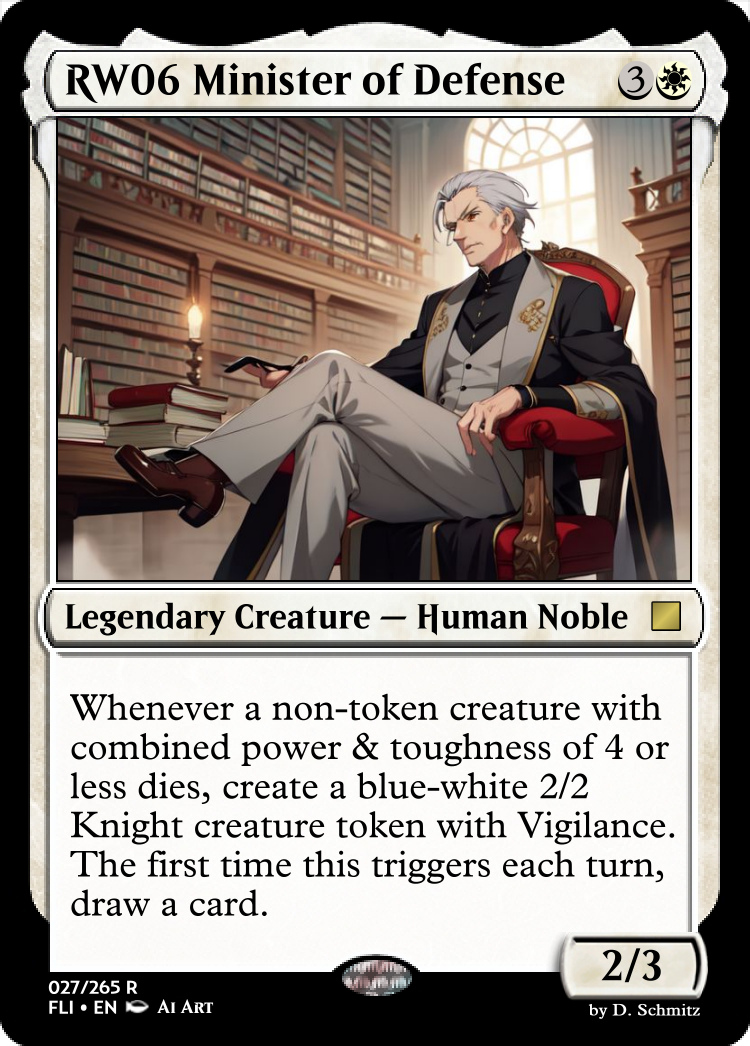 RW06 Minister of Defense 3
Legendary Creature — Human Noble
Whenever a non-token creature with
combined power & toughness of 4 or
less dies, create a blue-white 2/2
Knight creature token with Vigilance.
The first time this triggers each turn,
draw a card.
2/3
027/265 R
FLI • EN AI ART
by D. Schmitz